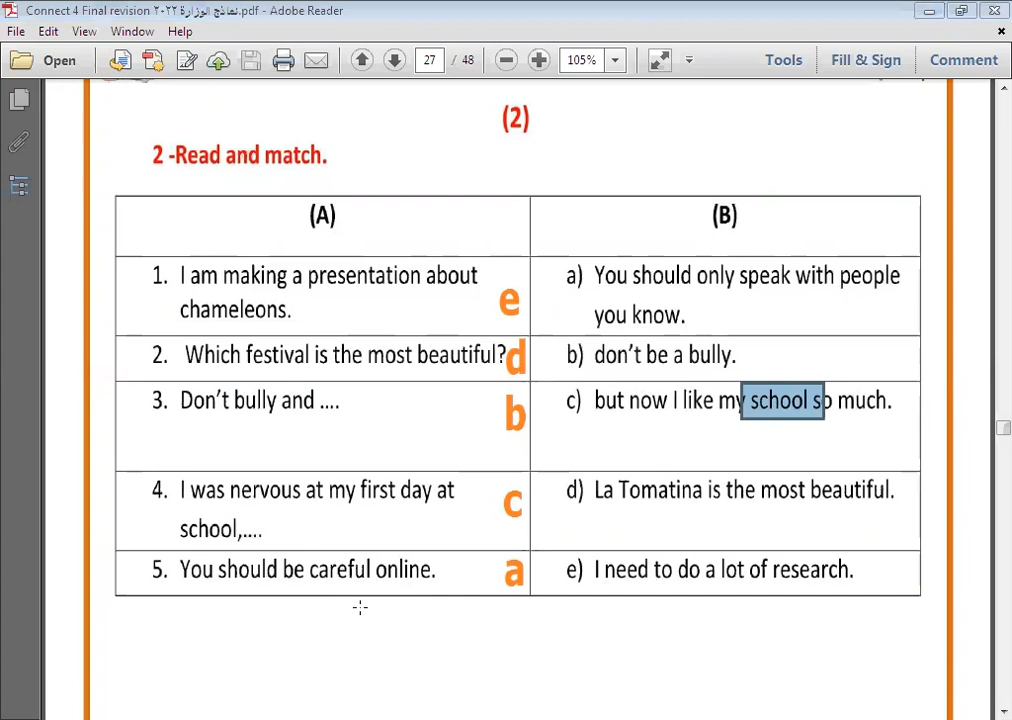 Connect 4 Final revision نماذج الوزارة ٢٠٢٢.pdf - Adobe Reader
File Edit View Window Help
Open 27 / 48 105% Tools Fill & Sign Comment
(2)
2 -Read and match.
(A) (B)
1. I am making a presentation about
chameleons.
e
a) You should only speak with people
you know.
2. Which festival is the most beautiful? d
b) don't be a bully.
3. Don't bully and .... b
c) but now I like my school so much.
4. I was nervous at my first day at
school,....
c
d) La Tomatina is the most beautiful.
5. You should be careful online. a
e) I need to do a lot of research.